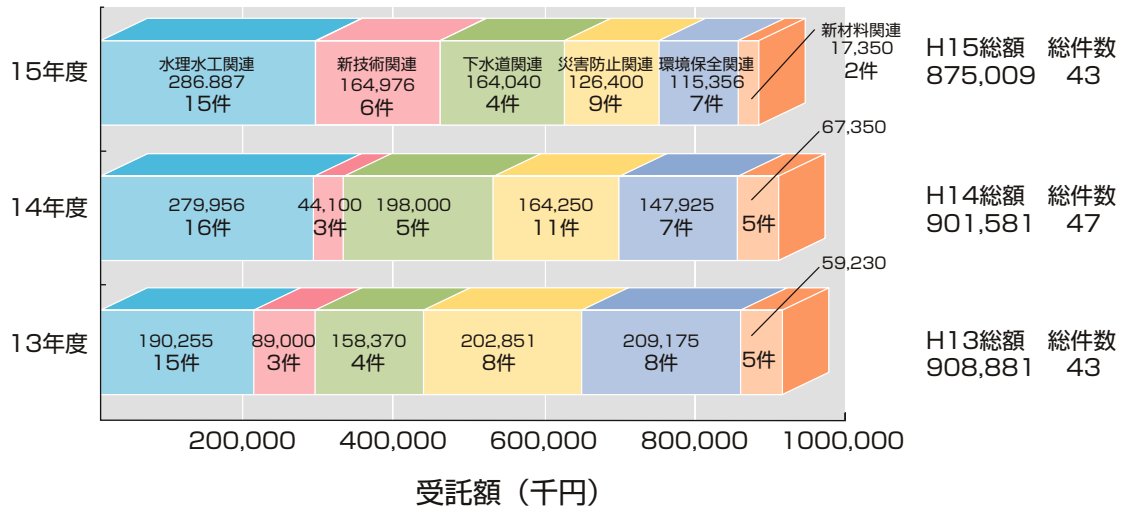 15年度
水理水工関連
286.887
15件
新技術関連
164,976
6件
下水道関連
164,040
4件
災害防止関連
126,400
9件
環境保全関連
115,356
7件
新材料関連
17,350
2件
H15総額 総件数
875,009 43
14年度
279,956
16件
44,100
3件
198,000
5件
164,250
11件
147,925
7件
67,350
5件
H14総額 総件数
901,581 47
13年度
190,255
15件
89,000
3件
158,370
4件
202,851
8件
209,175
8件
59,230
5件
H13総額 総件数
908,881 43
200,000 400,000 600,000 800,000 1000,000
受託額（千円）